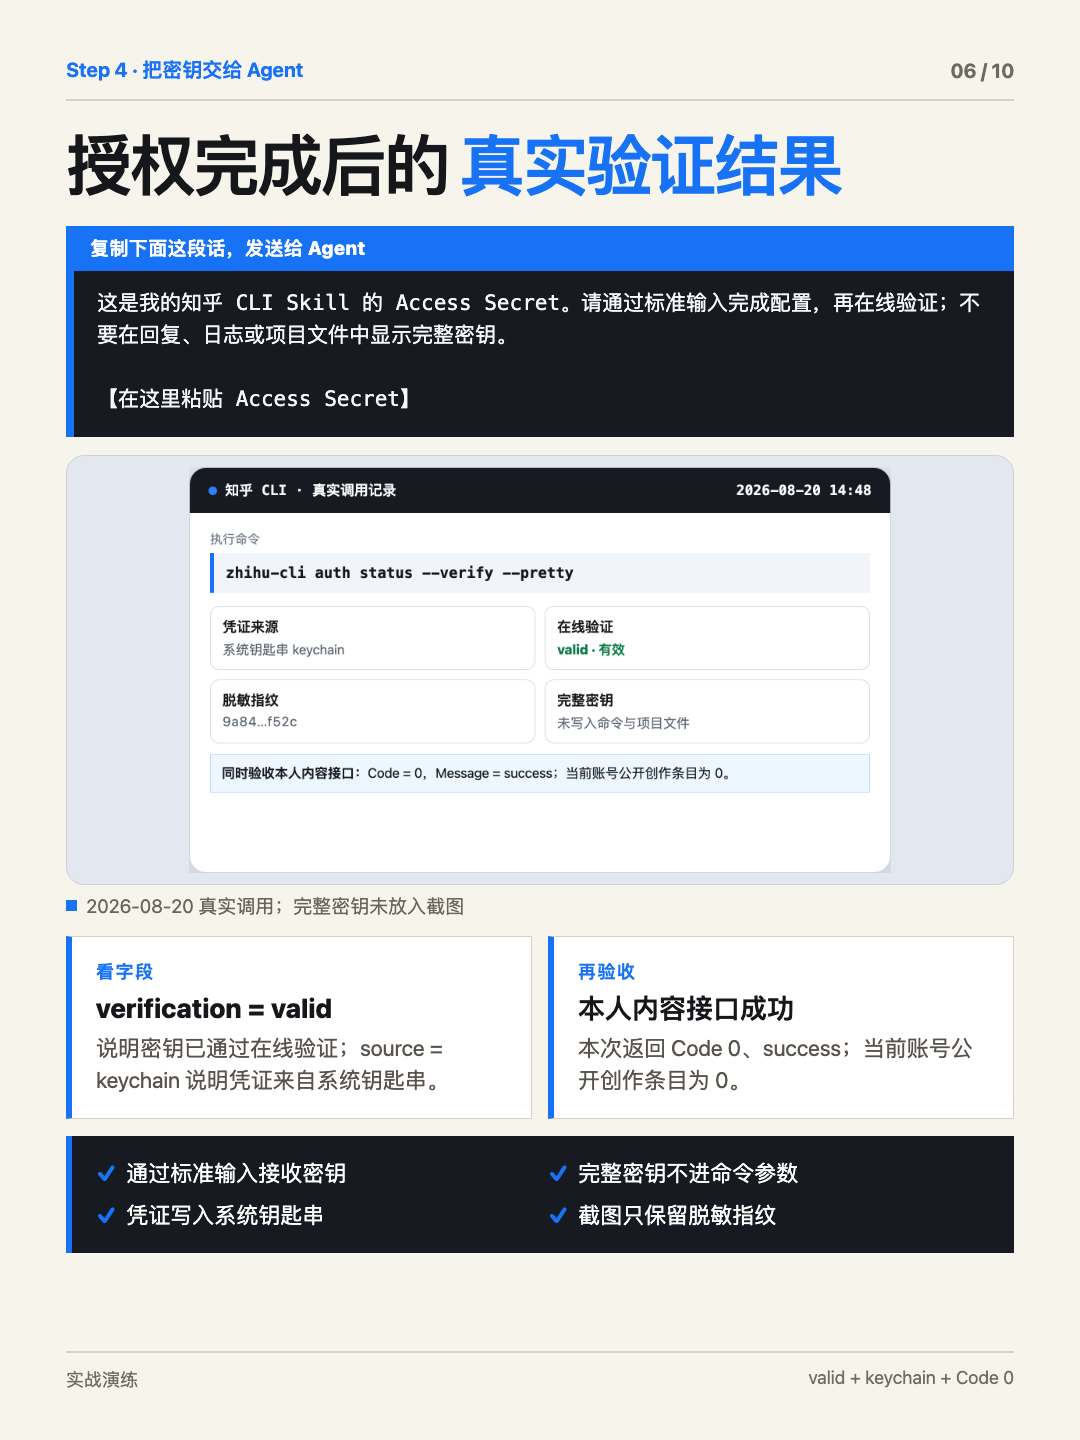 Step 4 · 把密钥交给 Agent
06 / 10
授权完成后的 真实验证结果
复制下面这段话，发送给 Agent
这是我的知乎 CLI Skill 的 Access Secret。请通过标准输入完成配置，再在线验证；不
要在回复、日志或项目文件中显示完整密钥。
【在这里粘贴 Access Secret】
知乎 CLI · 真实调用记录
2026-08-20 14:48
执行命令
zhihu-cli auth status --verify --pretty
凭证来源
系统钥匙串 keychain
在线验证
valid · 有效
脱敏指纹
9a84...f52c
完整密钥
未写入命令与项目文件
同时验收本人内容接口：Code = 0，Message = success；当前账号公开创作条目为 0。
2026-08-20 真实调用；完整密钥未放入截图
看字段
verification = valid
说明密钥已通过在线验证；source =
keychain 说明凭证来自系统钥匙串。
再验收
本人内容接口成功
本次返回 Code 0、success；当前账号公
开创作条目为 0。
通过标准输入接收密钥
完整密钥不进命令参数
凭证写入系统钥匙串
截图只保留脱敏指纹
实战演练
valid + keychain + Code 0